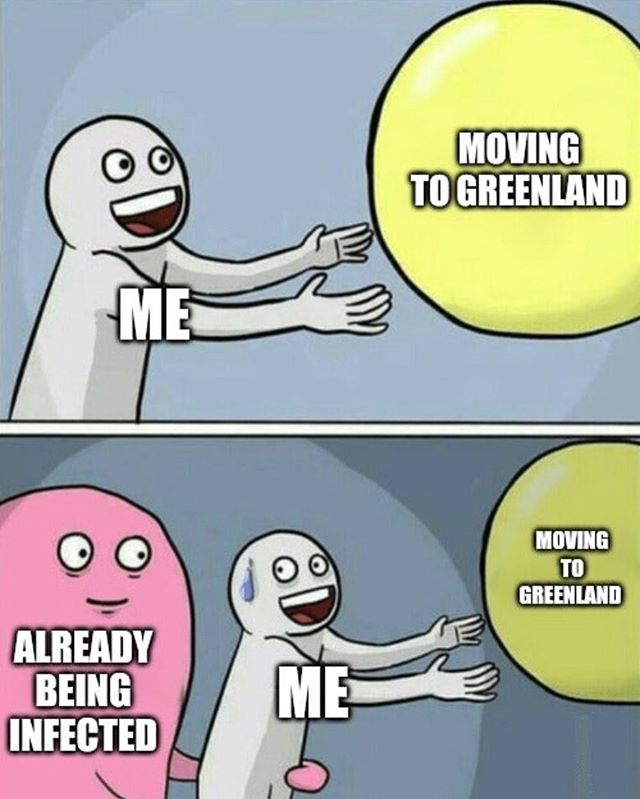 MOVING
TO GREENLAND
ME
MOVING
TO
GREENLAND
ALREADY
BEING
INFECTED
ME